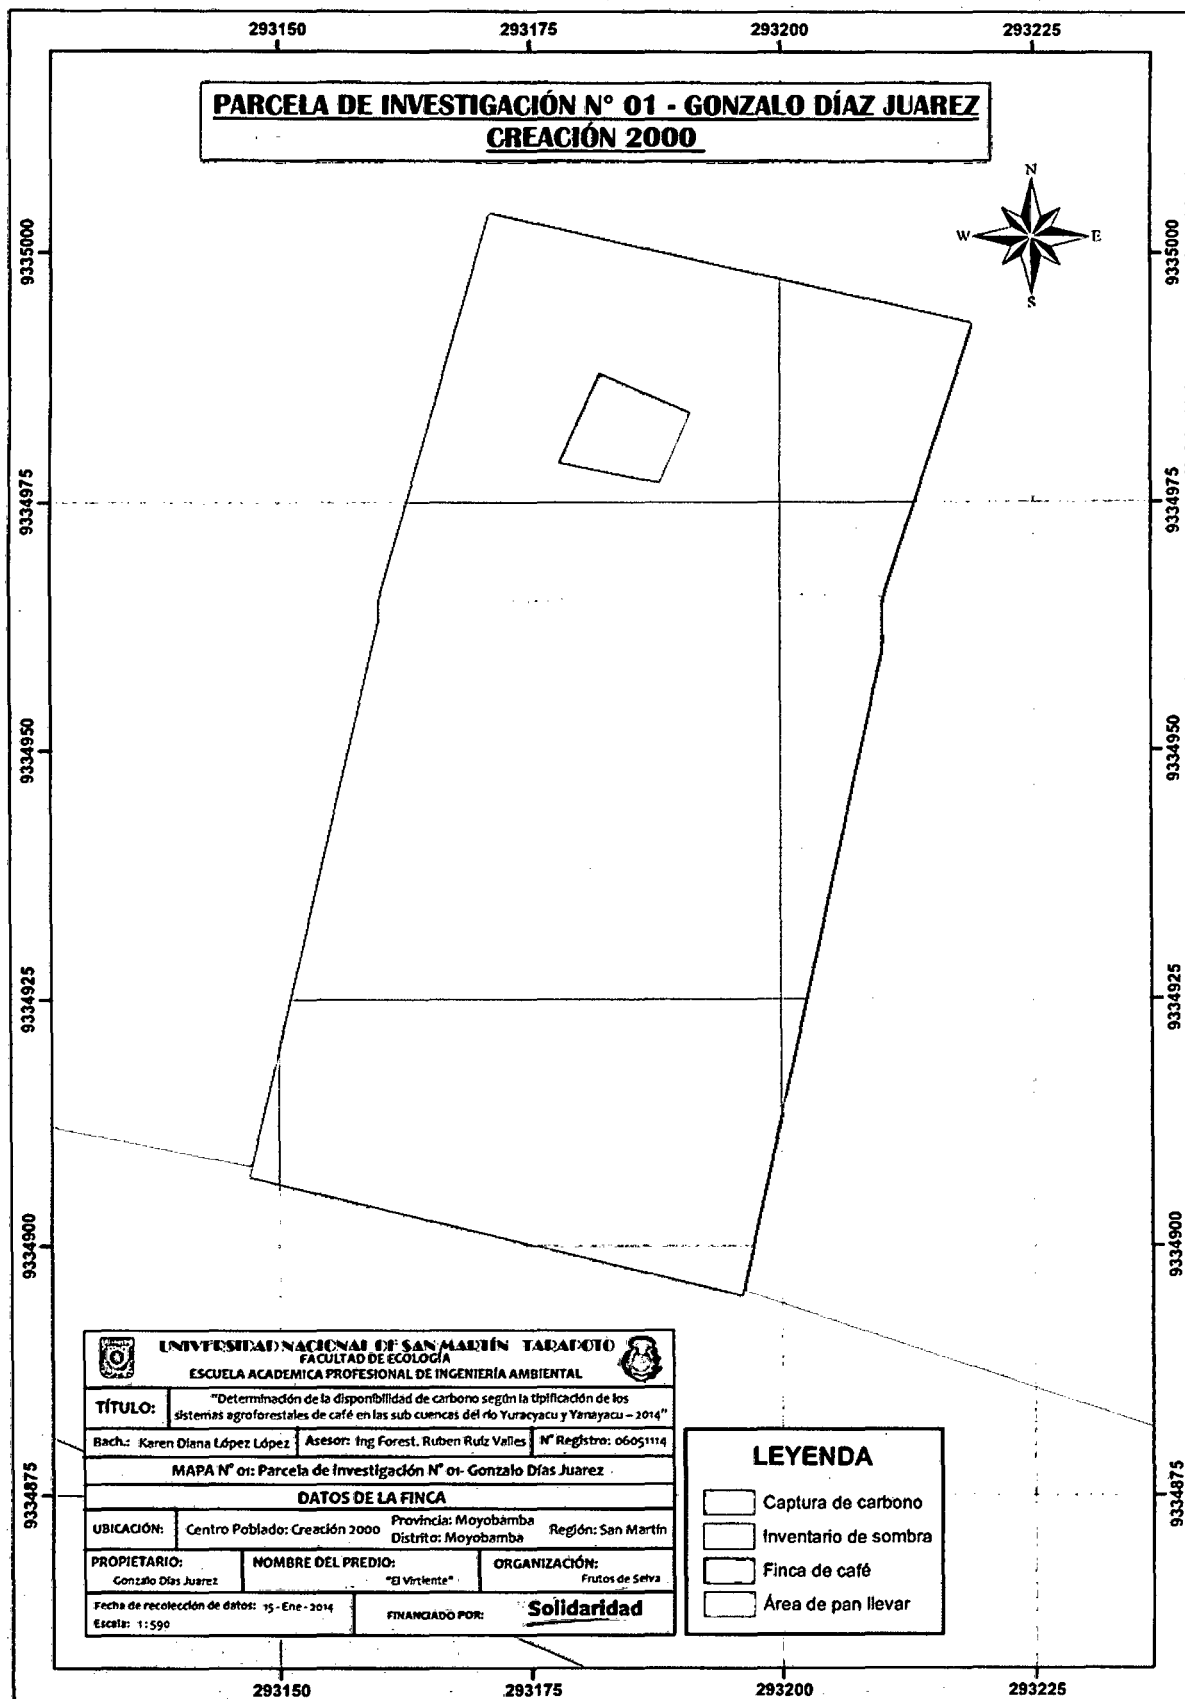 293150 293175 293200 293225
PARCELA DE INVESTIGACIÓN N° 01 - GONZALO DÍAZ JUAREZ
CREACIÓN 2000
N
W E
S
9335000 9335000
9334975 9334975
9334950 9334950
9334925 9334925
9334900 9334900
9334875 9334875
UNIVERSIDAD NACIONAL DE SAN MARTÍN TARAPOTO
FACULTAD DE ECOLOGÍA
ESCUELA ACADEMICA PROFESIONAL DE INGENIERÍA AMBIENTAL
TÍTULO: "Determinación de la disponibilidad de carbono según la tipificación de los
sistemas agroforestales de café en las sub cuencas del río Yuracyacu y Yanayacu – 2014"
Bach.: Karen Diana López López Asesor: Ing Forest. Ruben Ruíz Valles N° Registro: 06051114
MAPA N° 01: Parcela de Investigación N° 01- Gonzalo Días Juarez
DATOS DE LA FINCA
UBICACIÓN: Centro Poblado: Creación 2000 Provincia: Moyobamba
Distrito: Moyobamba Región: San Martín
PROPIETARIO: NOMBRE DEL PREDIO: ORGANIZACIÓN:
Gonzalo Días Juarez "El Virtiente" Frutos de Selva
Fecha de recolección de datos: 15 - Ene - 2014
Escala: 1:590
FINANCIADO POR: Solidaridad
LEYENDA
Captura de carbono
Inventario de sombra
Finca de café
Área de pan llevar
293150 293175 293200 293225